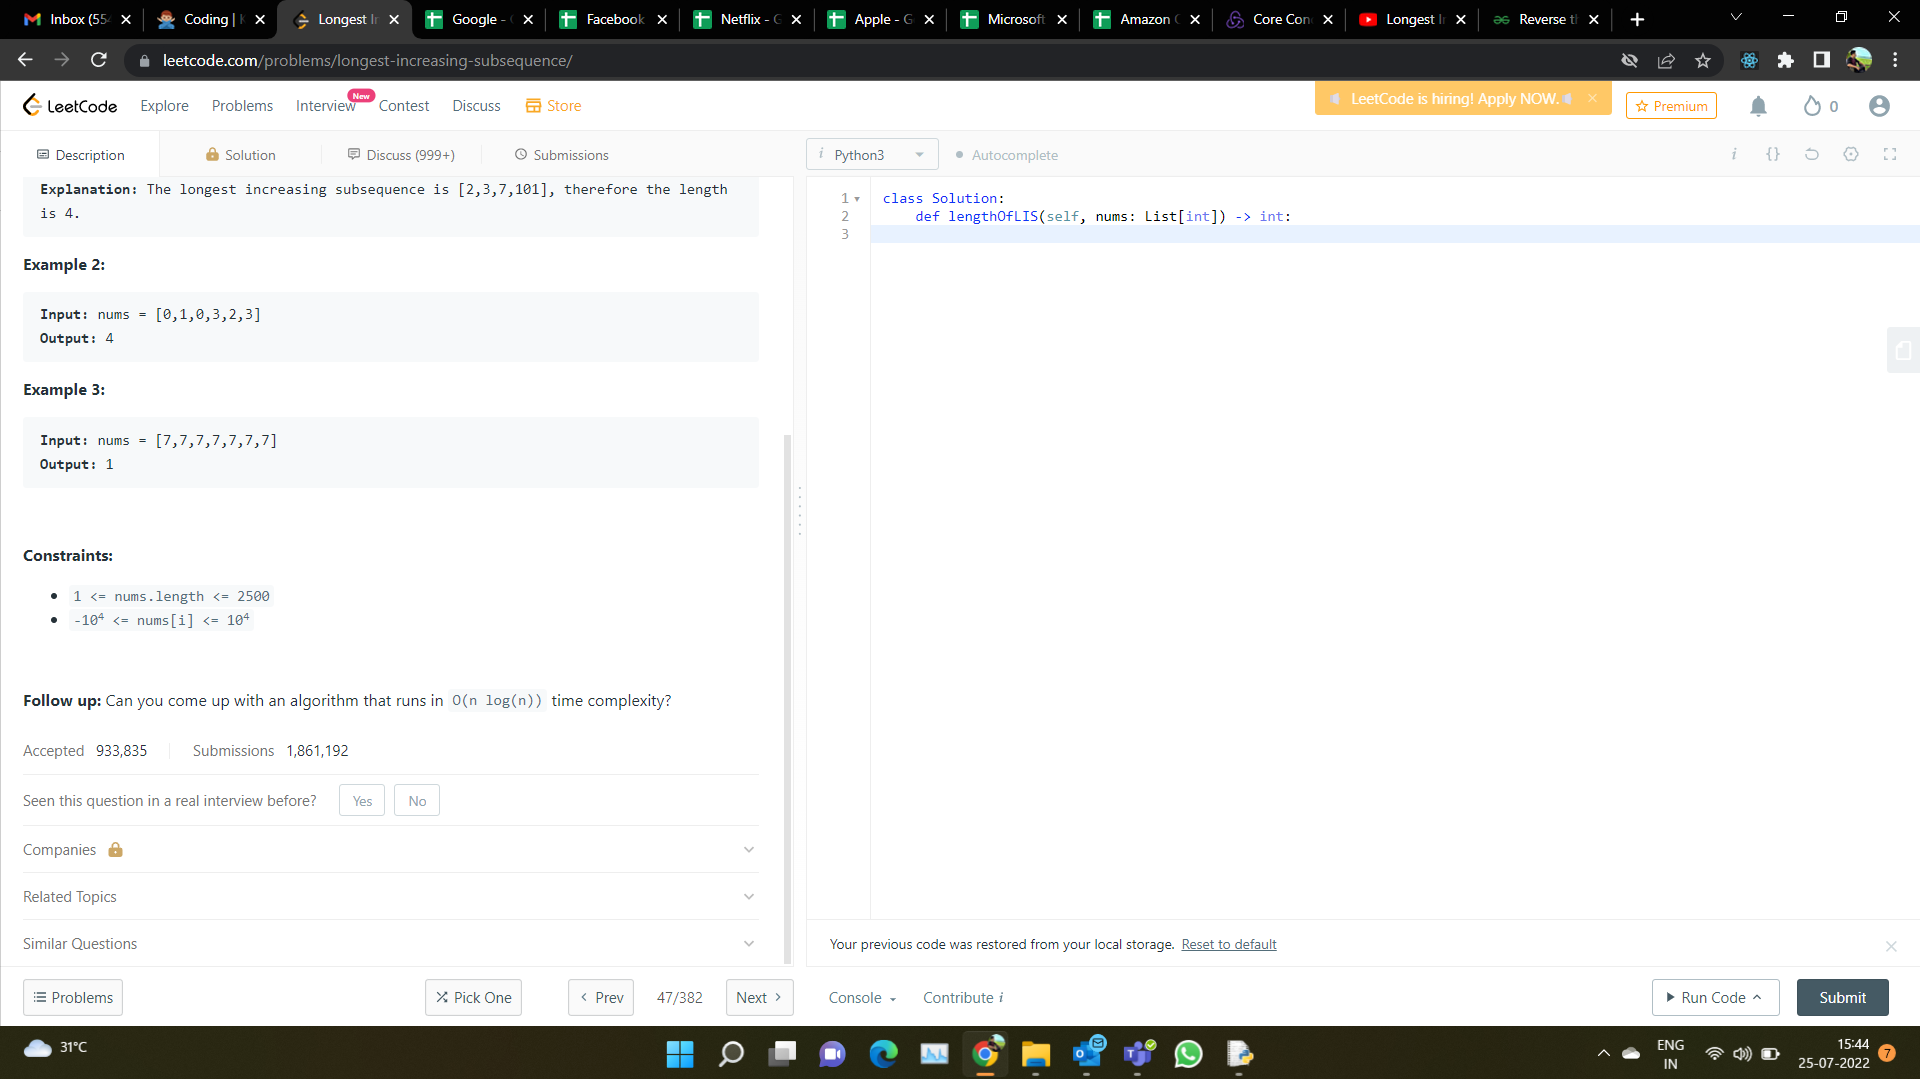 Inbox (554
Coding | K
Longest In
Google - G
Facebook
Netflix - G
Apple - Go
Microsoft
Amazon G
Core Conc
Longest In
Reverse th
leetcode.com/problems/longest-increasing-subsequence/
LeetCode
Explore
Problems
Interview
New
Contest
Discuss
Store
LeetCode is hiring! Apply NOW.
Premium
0
Description
Solution
Discuss (999+)
Submissions
i Python3
Autocomplete
i {}
Explanation: The longest increasing subsequence is [2,3,7,101], therefore the length
is 4.
Example 2:
Input: nums = [0,1,0,3,2,3]
Output: 4
Example 3:
Input: nums = [7,7,7,7,7,7,7]
Output: 1
Constraints:
1 <= nums.length <= 2500
-10⁴ <= nums[i] <= 10⁴
Follow up: Can you come up with an algorithm that runs in O(n log(n)) time complexity?
Accepted 933,835 Submissions 1,861,192
Seen this question in a real interview before? Yes No
Companies
Related Topics
Similar Questions
1 class Solution:
2 def lengthOfLIS(self, nums: List[int]) -> int:
3
Your previous code was restored from your local storage. Reset to default
Problems
Pick One
Prev
47/382
Next
Console
Contribute i
Run Code
Submit
31°C
ENG
IN
15:44
25-07-2022
7